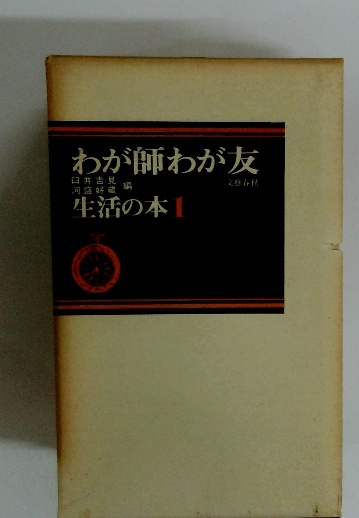 わが師わが友
臼井吉見
河盛好蔵 編
文藝春秋
生活の本1